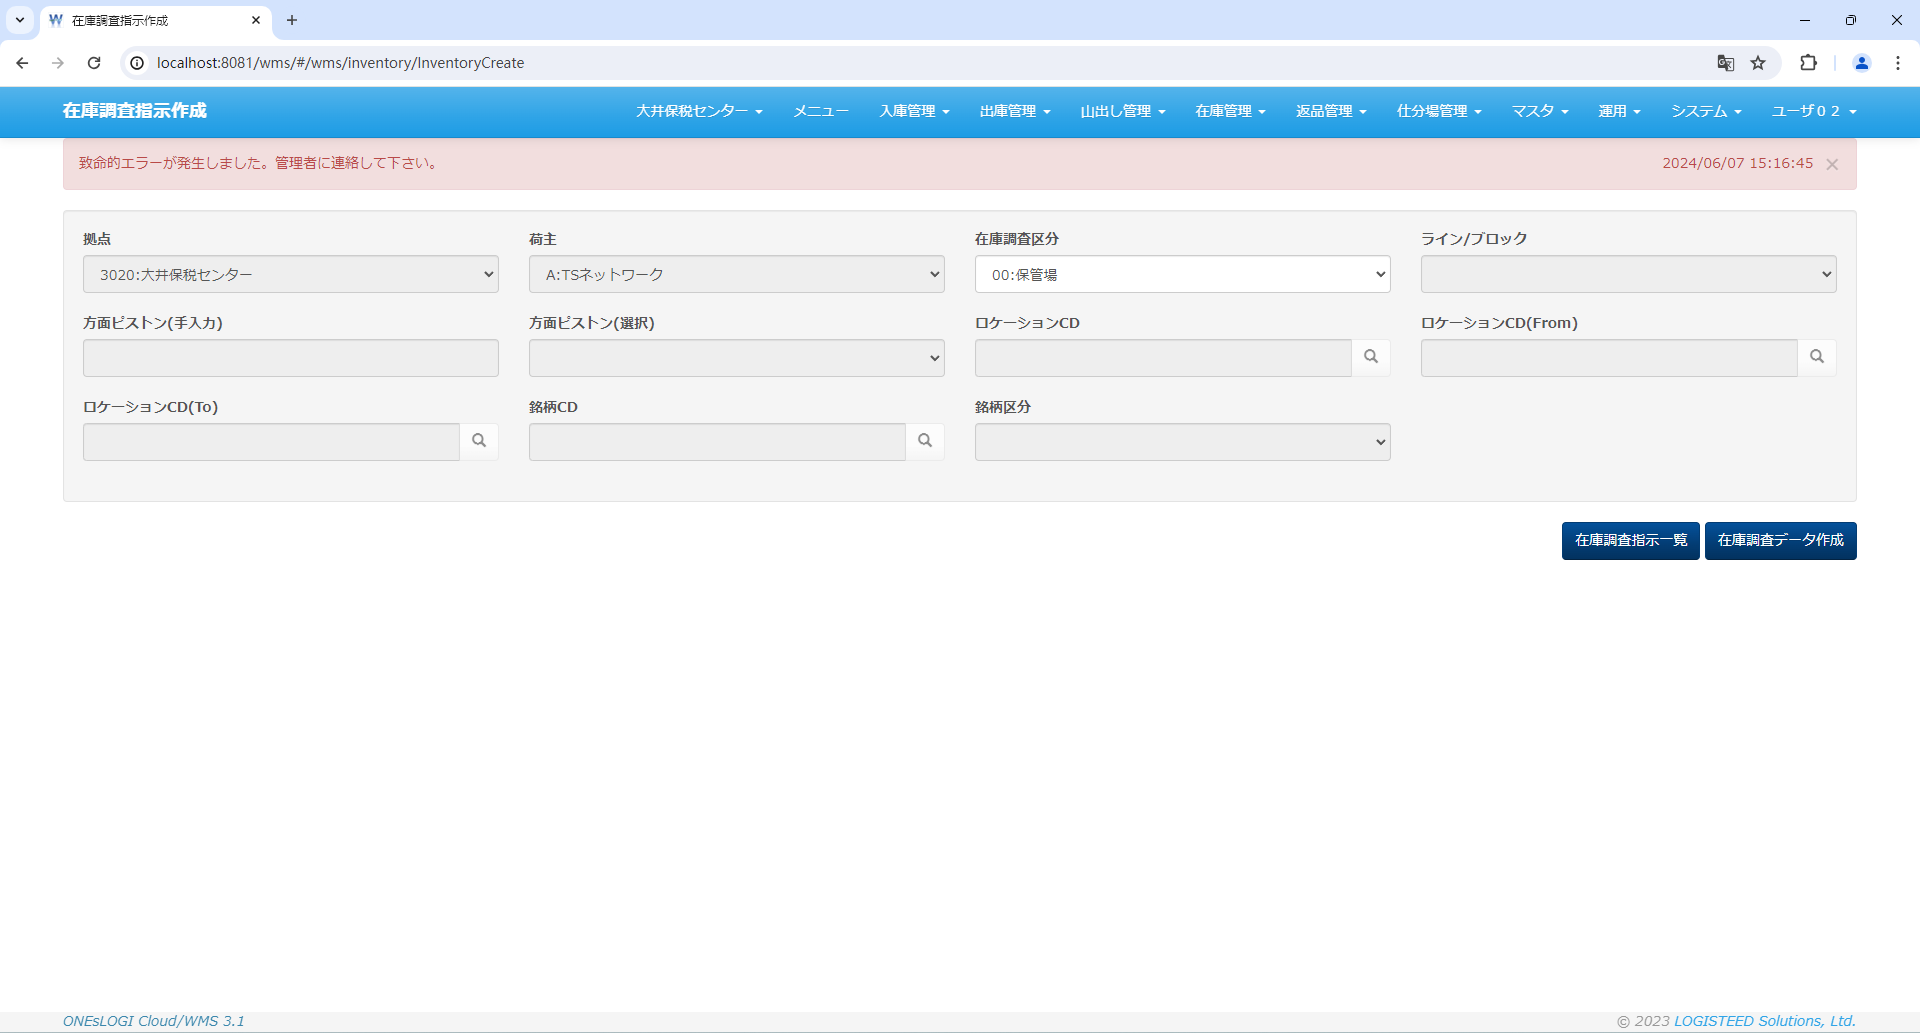 在庫調査指示作成
localhost:8081/wms/#/wms/inventory/InventoryCreate
在庫調査指示作成 大井保税センター メニュー 入庫管理 出庫管理 山出し管理 在庫管理 返品管理 仕分場管理 マスタ 運用 システム ユーザ０２
致命的エラーが発生しました。管理者に連絡して下さい。 2024/06/07 15:16:45
拠点 荷主 在庫調査区分 ライン/ブロック
3020:大井保税センター A:TSネットワーク 00:保管場
方面ピストン(手入力) 方面ピストン(選択) ロケーションCD ロケーションCD(From)
ロケーションCD(To) 銘柄CD 銘柄区分
在庫調査指示一覧 在庫調査データ作成
ONEsLOGI Cloud/WMS 3.1 © 2023 LOGISTEED Solutions, Ltd.